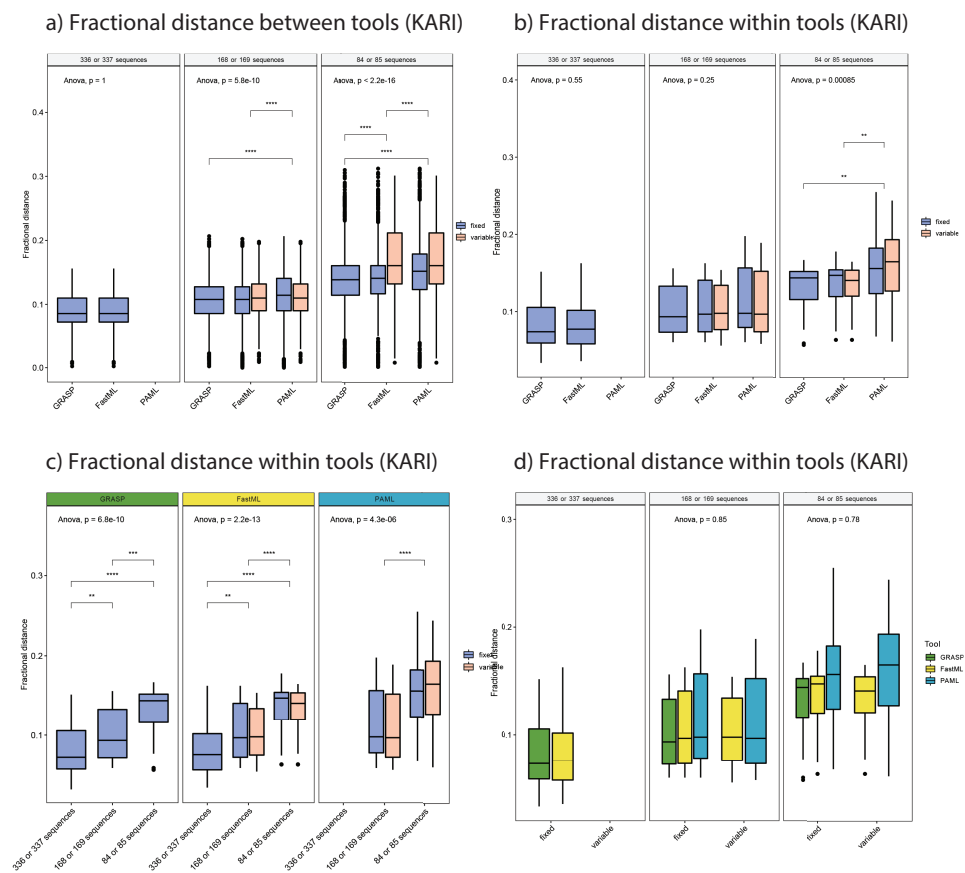 a) Fractional distance between tools (KARI)
336 or 337 sequences
168 or 169 sequences
84 or 85 sequences
Anova, p = 1
Anova, p = 5.8e-10
Anova, p < 2.2e-16
****
****
****
****
****
0.4
0.3
0.2
0.1
0.0
Fractional distance
fixed
variable
GRASP
FastML
PAML
GRASP
FastML
PAML
GRASP
FastML
PAML
b) Fractional distance within tools (KARI)
336 or 337 sequences
168 or 169 sequences
84 or 85 sequences
Anova, p = 0.55
Anova, p = 0.25
Anova, p = 0.00085
**
**
0.4
0.3
0.2
0.1
Fractional distance
fixed
variable
GRASP
FastML
PAML
GRASP
FastML
PAML
GRASP
FastML
PAML
c) Fractional distance within tools (KARI)
GRASP
FastML
PAML
Anova, p = 6.8e-10
Anova, p = 2.2e-13
Anova, p = 4.3e-06
***
****
**
****
****
**
****
0.3
0.2
0.1
Fractional distance
fixed
variable
336 or 337 sequences
168 or 169 sequences
84 or 85 sequences
336 or 337 sequences
168 or 169 sequences
84 or 85 sequences
336 or 337 sequences
168 or 169 sequences
84 or 85 sequences
d) Fractional distance within tools (KARI)
336 or 337 sequences
168 or 169 sequences
84 or 85 sequences
Anova, p = 0.85
Anova, p = 0.78
0.3
0.2
0.1
Fractional distance
Tool
GRASP
FastML
PAML
fixed
variable
fixed
variable
fixed
variable